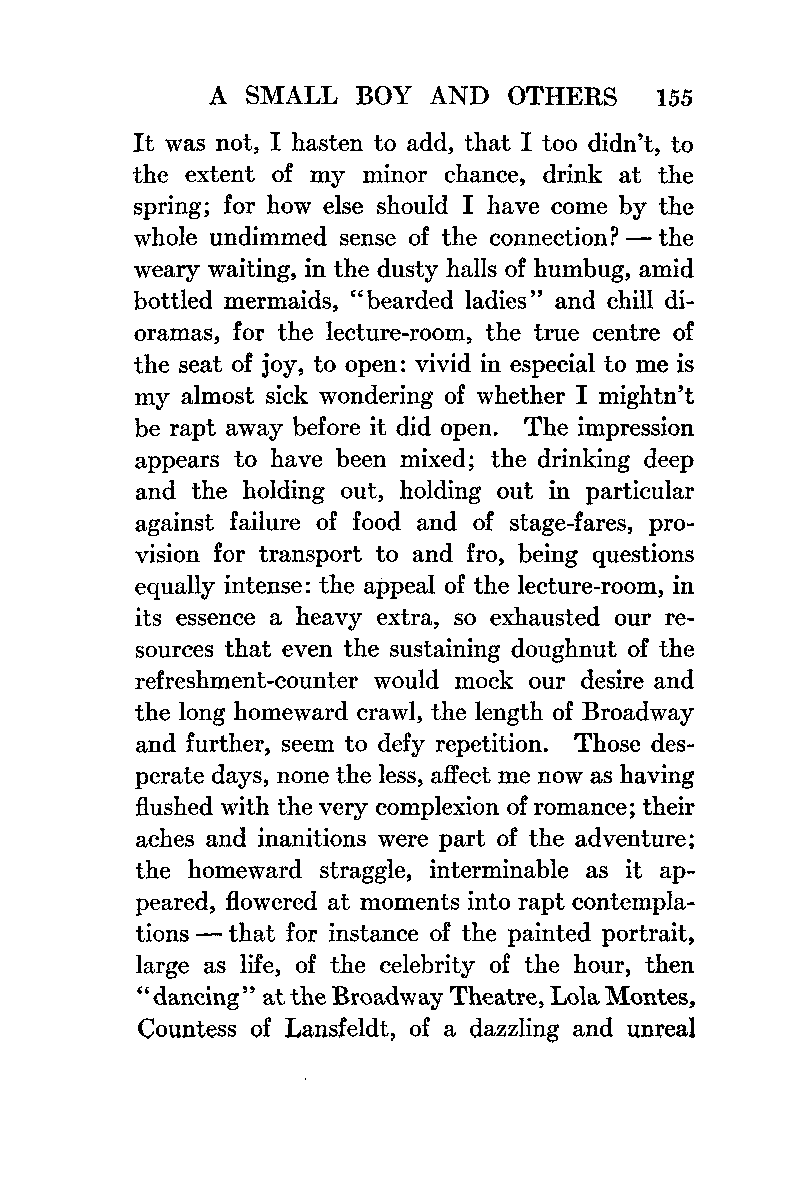 A SMALL BOY AND OTHERS 155
It was not, I hasten to add, that I too didn't, to
the extent of my minor chance, drink at the
spring; for how else should I have come by the
whole undimmed sense of the connection? — the
weary waiting, in the dusty halls of humbug, amid
bottled mermaids, "bearded ladies" and chill di-
oramas, for the lecture-room, the true centre of
the seat of joy, to open: vivid in especial to me is
my almost sick wondering of whether I mightn't
be rapt away before it did open. The impression
appears to have been mixed; the drinking deep
and the holding out, holding out in particular
against failure of food and of stage-fares, pro-
vision for transport to and fro, being questions
equally intense: the appeal of the lecture-room, in
its essence a heavy extra, so exhausted our re-
sources that even the sustaining doughnut of the
refreshment-counter would mock our desire and
the long homeward crawl, the length of Broadway
and further, seem to defy repetition. Those des-
perate days, none the less, affect me now as having
flushed with the very complexion of romance; their
aches and inanitions were part of the adventure;
the homeward straggle, interminable as it ap-
peared, flowered at moments into rapt contempla-
tions — that for instance of the painted portrait,
large as life, of the celebrity of the hour, then
"dancing" at the Broadway Theatre, Lola Montes,
Countess of Lansfeldt, of a dazzling and unreal